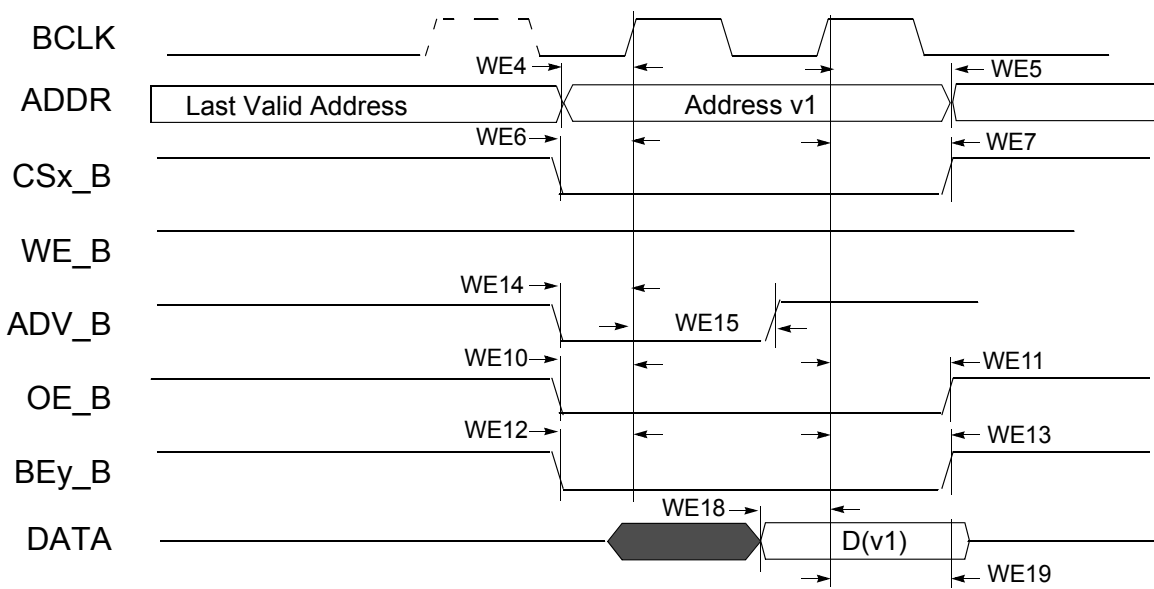 BCLK
WE4
WE5
ADDR
Last Valid Address
Address v1
WE6
WE7
CSx_B
WE_B
WE14
ADV_B
WE15
WE10
WE11
OE_B
WE12
WE13
BEy_B
WE18
DATA
D(v1)
WE19